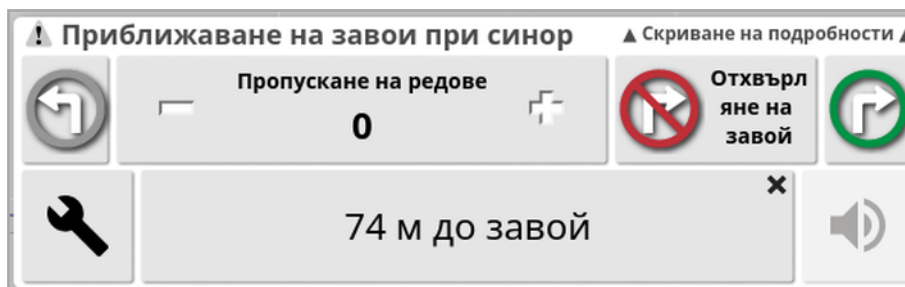 Приближаване на завои при синор
▲ Скриване на подробности ▲
Пропускане на редове
0
Отхвърл
яне на
завой
74 м до завой